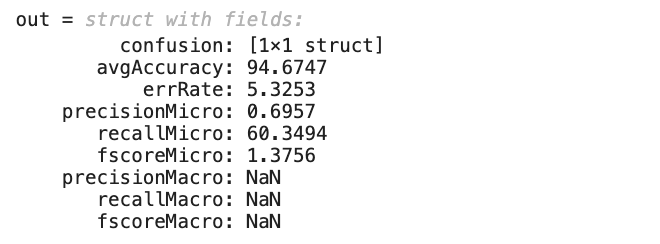 out = struct with fields:
confusion: [1×1 struct]
avgAccuracy: 94.6747
errRate: 5.3253
precisionMicro: 0.6957
recallMicro: 60.3494
fscoreMicro: 1.3756
precisionMacro: NaN
recallMacro: NaN
fscoreMacro: NaN